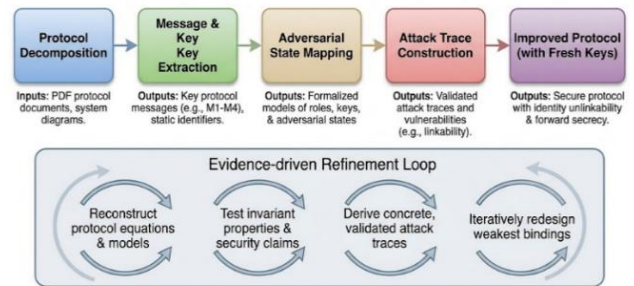 Protocol
Decomposition
Message &
Key
Key
Extraction
Adversarial
State Mapping
Attack Trace
Construction
Improved Protocol
(with Fresh Keys)
Inputs: PDF protocol
documents, system
diagrams.
Outputs: Key protocol
messages (e.g., M1-M4),
static identifiers.
Outputs: Formalized
models of roles, keys,
& adversarial states
Outputs: Validated
attack traces and
vulnerabilities
(e.g., linkability).
Outputs: Secure protocol
with identity unlinkability
& forward secrecy.
Evidence-driven Refinement Loop
Reconstruct
protocol equations
& models
Test invariant
properties &
security claims
Derive concrete,
validated attack
traces
Iteratively redesign
weakest bindings